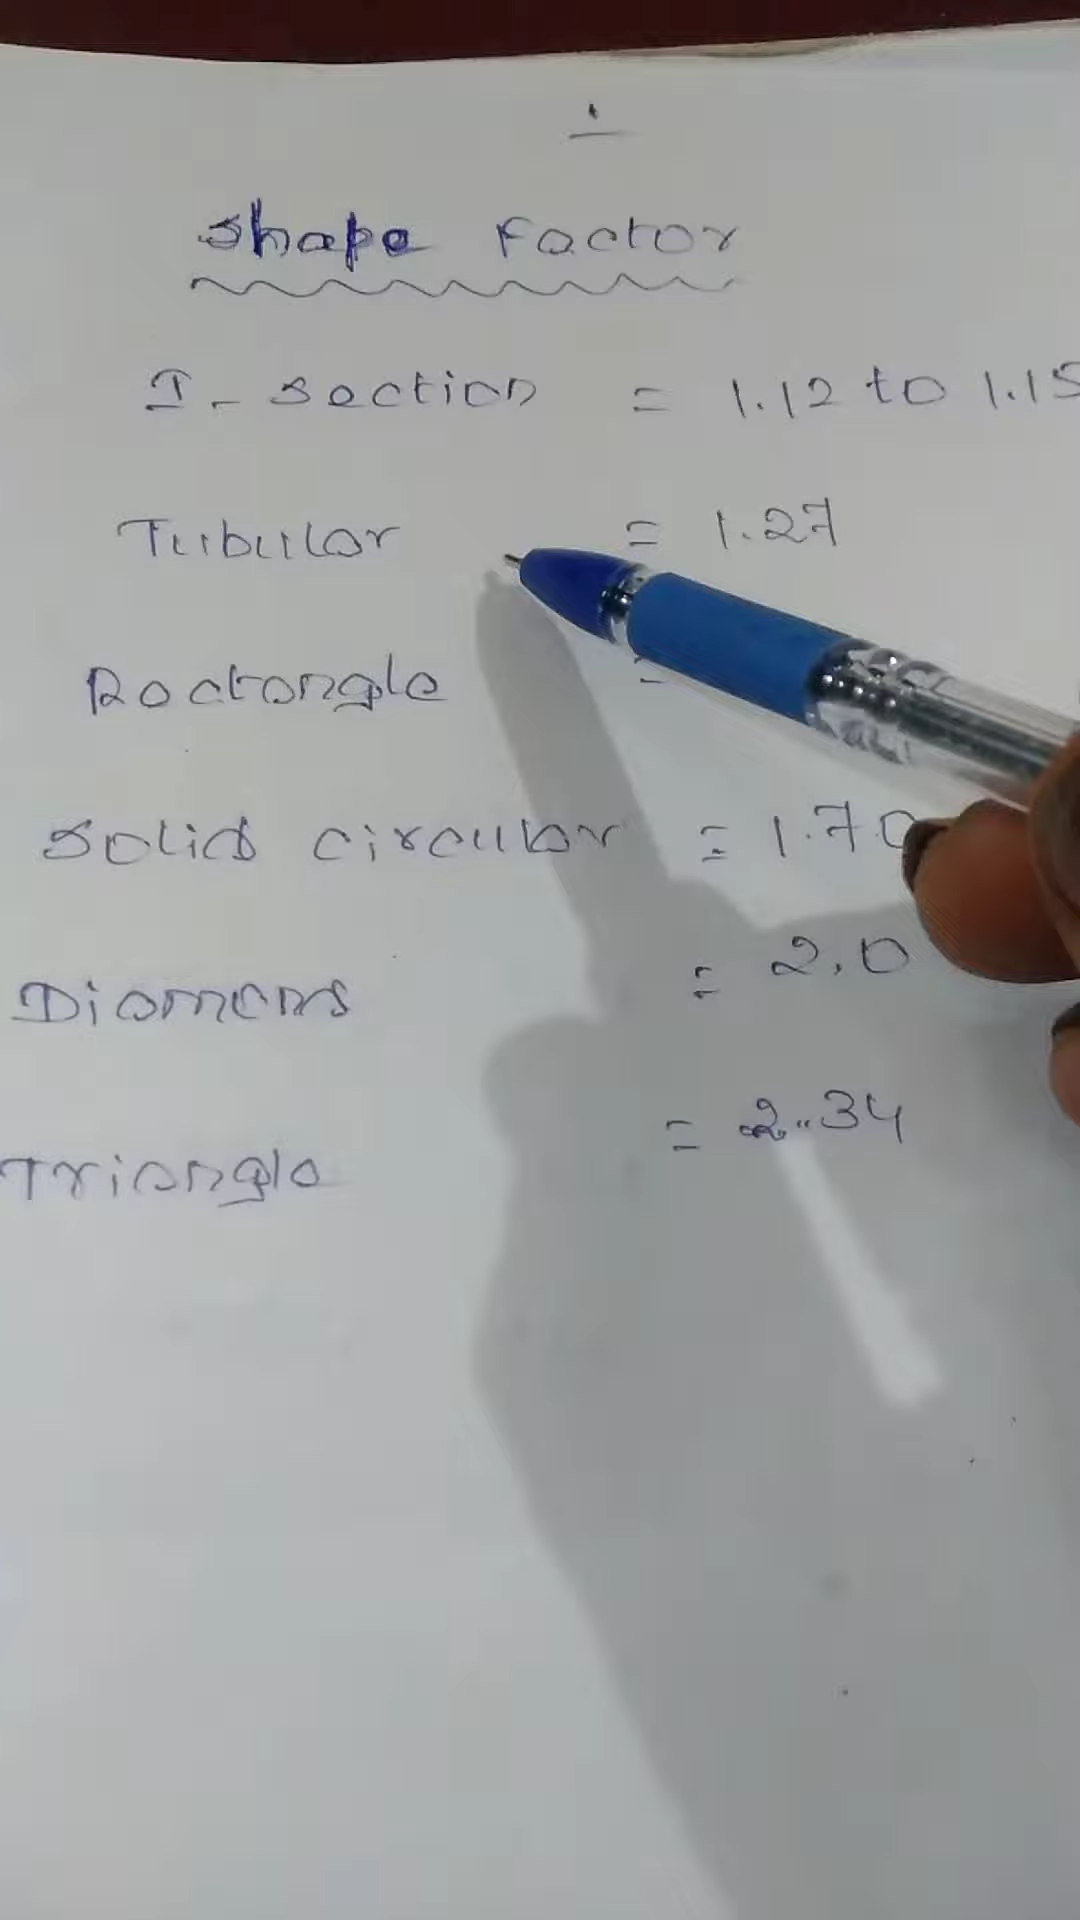 Shape Factor
I - Section = 1.12 to 1.15
Tubular = 1.27
Rectangle =
Solid circular = 1.70
Diamend = 2.0
Triangle = 2.34